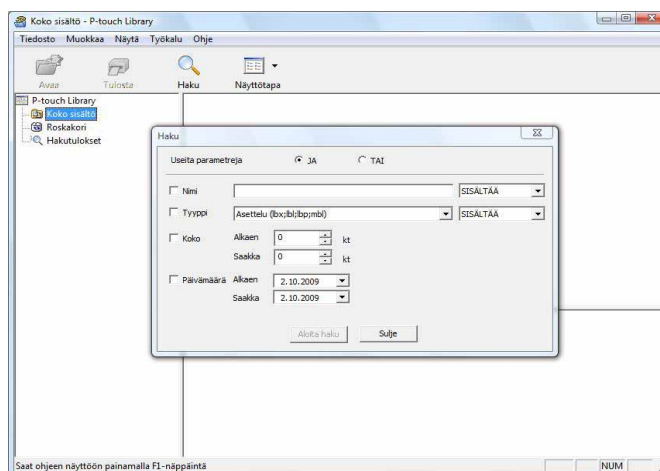 Koko sisältö - P-touch Library
Tiedosto Muokkaa Näytä Työkalu Ohje
Avaa Tulosta Haku Näyttötapa
P-touch Library
Koko sisältö
Roskakori
Hakutulokset
Haku
Useita parametreja JA TAI
Nimi SISÄLTÄÄ
Tyyppi Asettelu (lbx;lbl;lbp;mbl) SISÄLTÄÄ
Koko Alkaen 0 kt
Saakka 0 kt
Päivämäärä Alkaen 2.10.2009
Saakka 2.10.2009
Aloita haku Sulje
Saat ohjeen näyttöön painamalla F1-näppäintä NUM